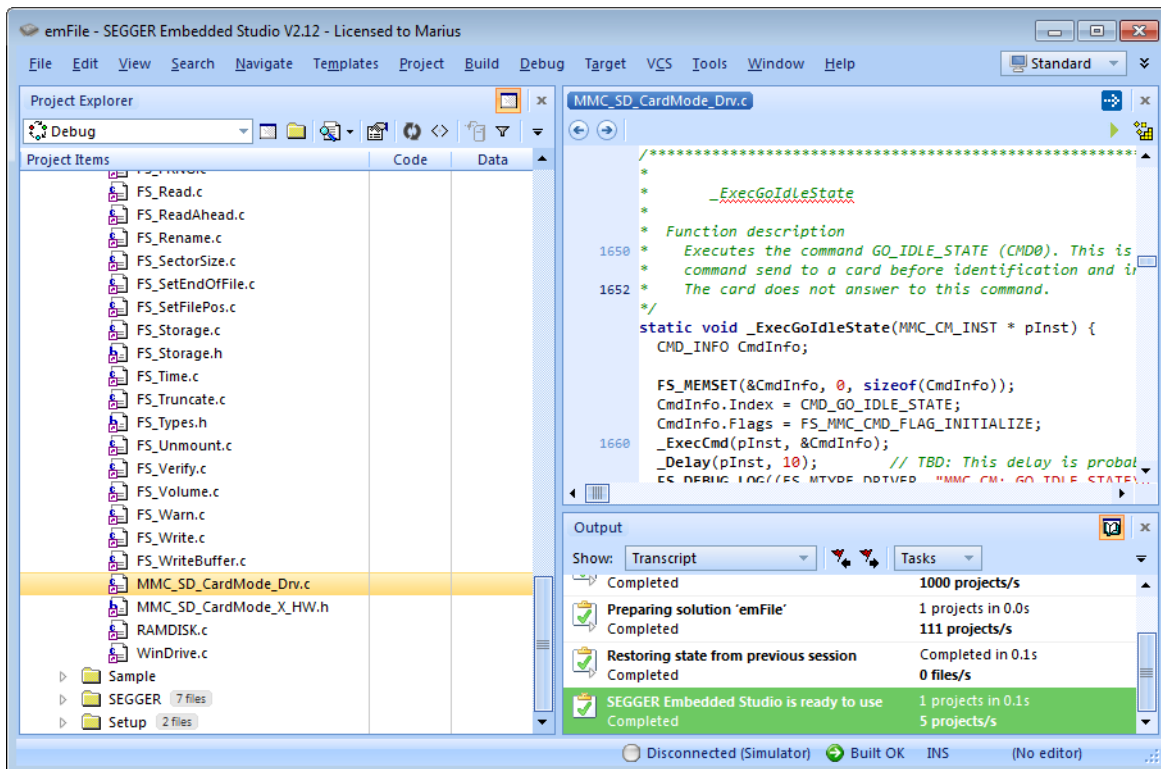 emFile - SEGGER Embedded Studio V2.12 - Licensed to Marius
File Edit View Search Navigate Templates Project Build Debug Target VCS Tools Window Help Standard
Project Explorer
Debug
Project Items Code Data
FS_Read.c
FS_ReadAhead.c
FS_Rename.c
FS_SectorSize.c
FS_SetEndOfFile.c
FS_SetFilePos.c
FS_Storage.c
FS_Storage.h
FS_Time.c
FS_Truncate.c
FS_Types.h
FS_Unmount.c
FS_Verify.c
FS_Volume.c
FS_Warn.c
FS_Write.c
FS_WriteBuffer.c
MMC_SD_CardMode_Drv.c
MMC_SD_CardMode_X_HW.h
RAMDISK.c
WinDrive.c
Sample
SEGGER 7 files
Setup 2 files
MMC_SD_CardMode_Drv.c
/*******************************************************
*
* _ExecGoIdleState
*
* Function description
1650 * Executes the command GO_IDLE_STATE (CMD0). This is
* command send to a card before identification and
1652 * The card does not answer to this command.
*/
static void _ExecGoIdleState(MMC_CM_INST * pInst) {
CMD_INFO CmdInfo;
FS_MEMSET(&CmdInfo, 0, sizeof(CmdInfo));
CmdInfo.Index = CMD_GO_IDLE_STATE;
CmdInfo.Flags = FS_MMC_CMD_FLAG_INITIALIZE;
1660 _ExecCmd(pInst, &CmdInfo);
_Delay(pInst, 10); // TBD: This delay is
FS_DEBUG_LOG((FS_MTYPE_DRIVER, "MMC_CM: GO_IDLE_STATE
Output
Show: Transcript Tasks
Completed 1000 projects/s
Preparing solution ‘emFile’ 1 projects in 0.0s
Completed 111 projects/s
Restoring state from previous session Completed in 0.1s
Completed 0 files/s
SEGGER Embedded Studio is ready to use 1 projects in 0.1s
Completed 5 projects/s
Disconnected (Simulator) Built OK INS (No editor)